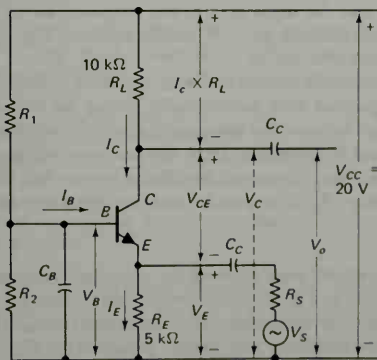 +
+
10 kΩ
R_L
I_c × R_L
R_1
I_C
−
+
C_C
V_CC =
20 V
I_B
B
C
V_CE
V_C
E
−
C_C
V_o
+
R_2
C_B
V_B
I_E
R_E
5 kΩ
V_E
R_S
V_S
−
−
−